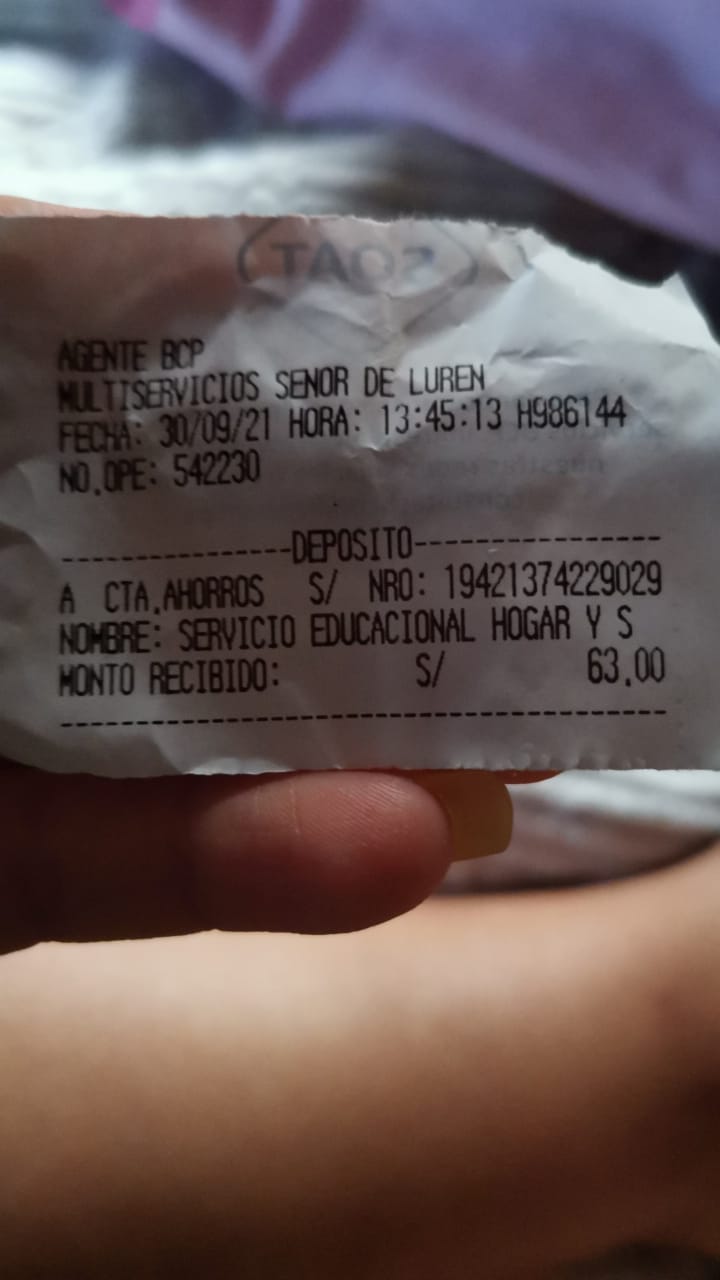 SOAT
AGENTE BCP
MULTISERVICIOS SENOR DE LUREN
FECHA: 30/09/21 HORA: 13:45:13 H986144
NO.OPE: 542230
---------------DEPOSITO----------------
A CTA.AHORROS S/ NRO: 19421374229029
NOMBRE: SERVICIO EDUCACIONAL HOGAR Y S
MONTO RECIBIDO: S/ 63.00